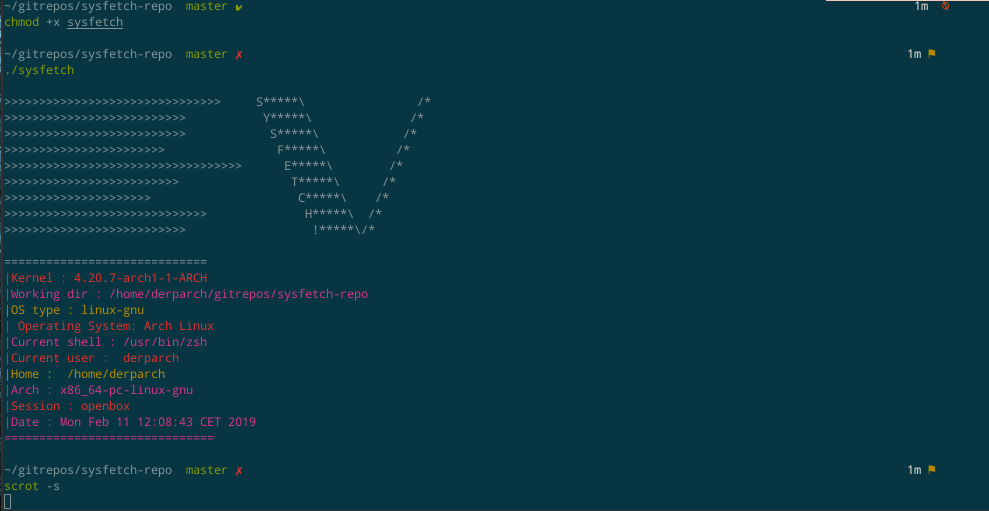 ~/gitrepos/sysfetch-repo  master ✔ 1m
chmod +x sysfetch
~/gitrepos/sysfetch-repo  master ✗ 1m ⚑
./sysfetch
>>>>>>>>>>>>>>>>>>>>>>>>>>>>>>>     S*****\                /*
>>>>>>>>>>>>>>>>>>>>>>>>>>           Y*****\              /*
>>>>>>>>>>>>>>>>>>>>>>>>>>            S*****\            /*
>>>>>>>>>>>>>>>>>>>>>>>                F*****\          /*
>>>>>>>>>>>>>>>>>>>>>>>>>>>>>>>>>>      E*****\        /*
>>>>>>>>>>>>>>>>>>>>>>>>>                T*****\      /*
>>>>>>>>>>>>>>>>>>>>>                     C*****\    /*
>>>>>>>>>>>>>>>>>>>>>>>>>>>>>              H*****\  /*
>>>>>>>>>>>>>>>>>>>>>>>>>>                  !*****\/*
=============================
|Kernel : 4.20.7-arch1-1-ARCH
|Working dir : /home/derparch/gitrepos/sysfetch-repo
|OS type : linux-gnu
| Operating System: Arch Linux
|Current shell : /usr/bin/zsh
|Current user :  derparch
|Home :  /home/derparch
|Arch : x86_64-pc-linux-gnu
|Session : openbox
|Date : Mon Feb 11 12:08:43 CET 2019
==============================
~/gitrepos/sysfetch-repo  master ✗ 1m ⚑
scrot -s